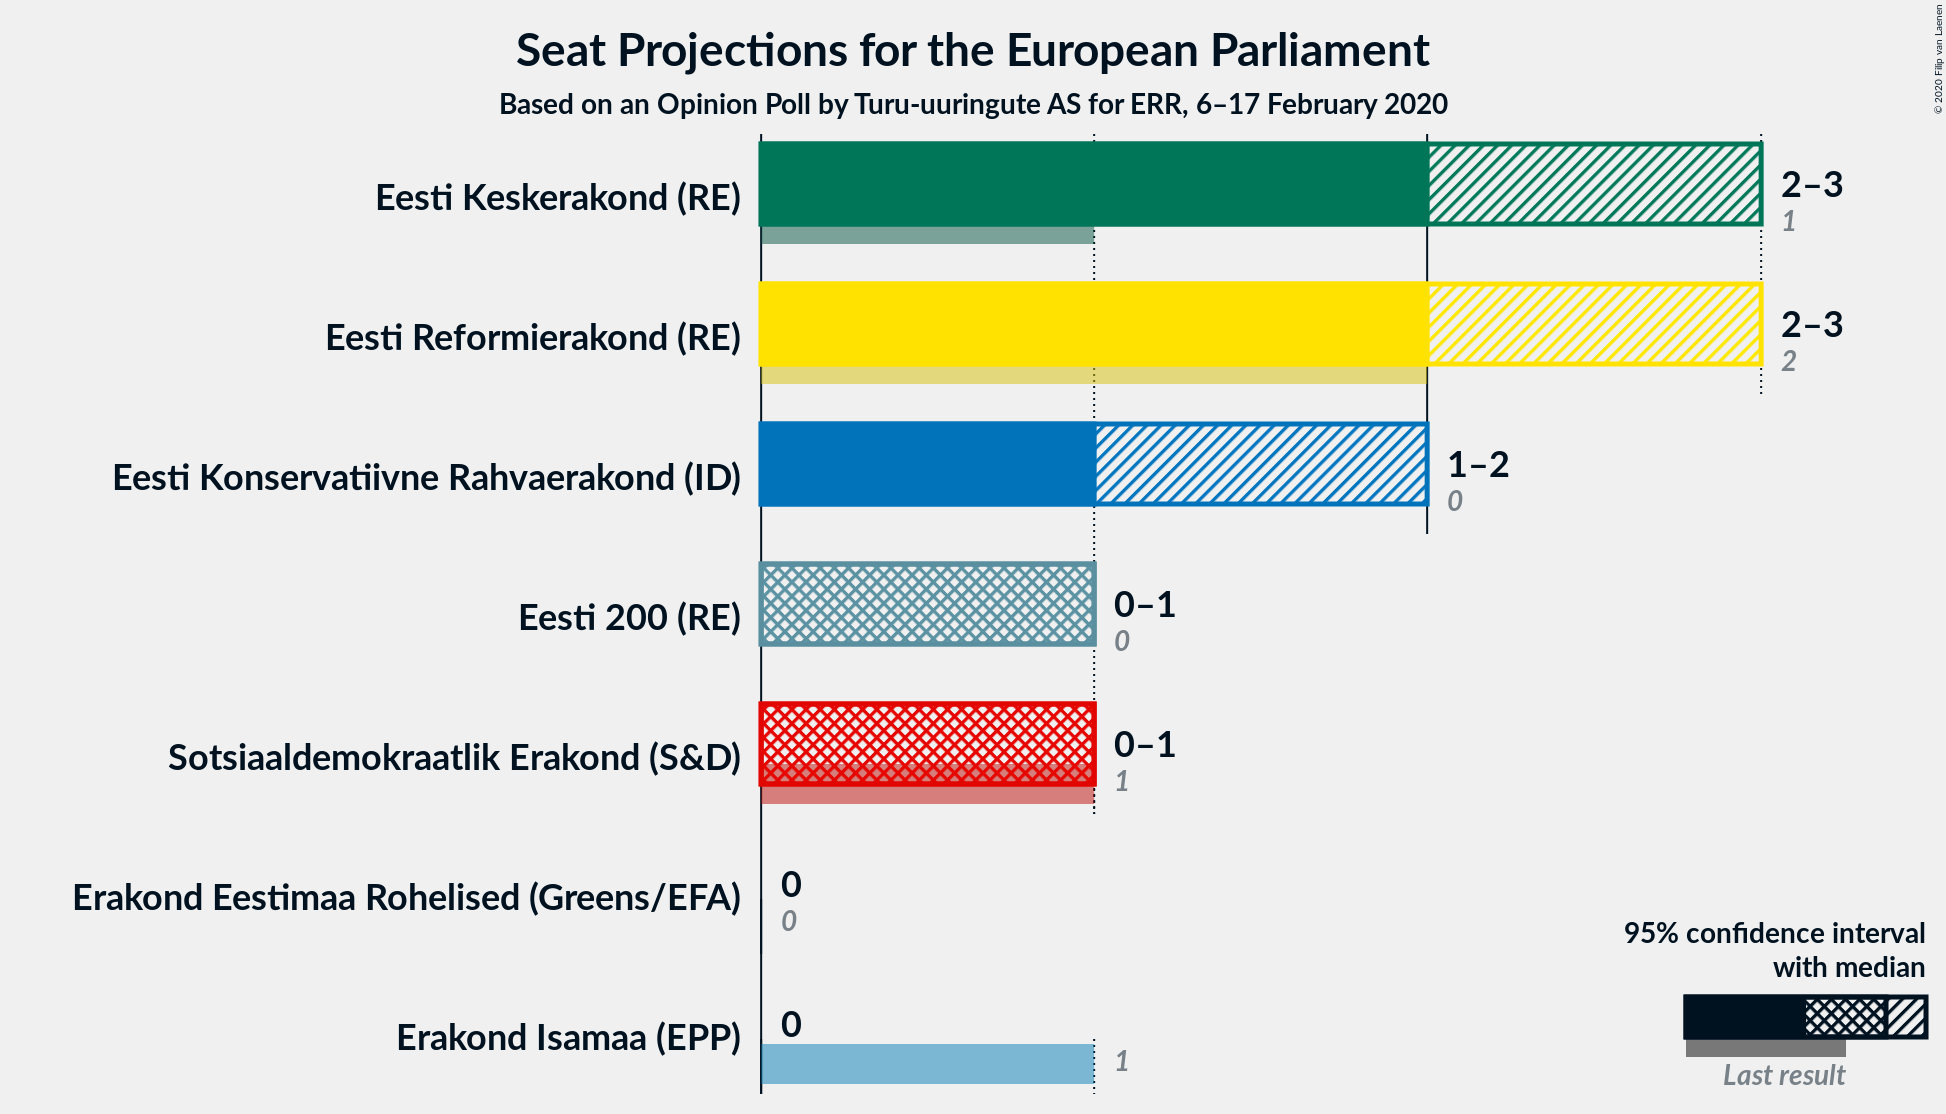 Seat Projections for the European Parliament
Based on an Opinion Poll by Turu-uuringute AS for ERR, 6–17 February 2020
© 2020 Filip van Laenen
Eesti Keskerakond (RE)
2–3
1
Eesti Reformierakond (RE)
2–3
2
Eesti Konservatiivne Rahvaerakond (ID)
1–2
0
Eesti 200 (RE)
0–1
0
Sotsiaaldemokraatlik Erakond (S&D)
0–1
1
Erakond Eestimaa Rohelised (Greens/EFA)
0
0
Erakond Isamaa (EPP)
0
1
95% confidence interval
with median
Last result